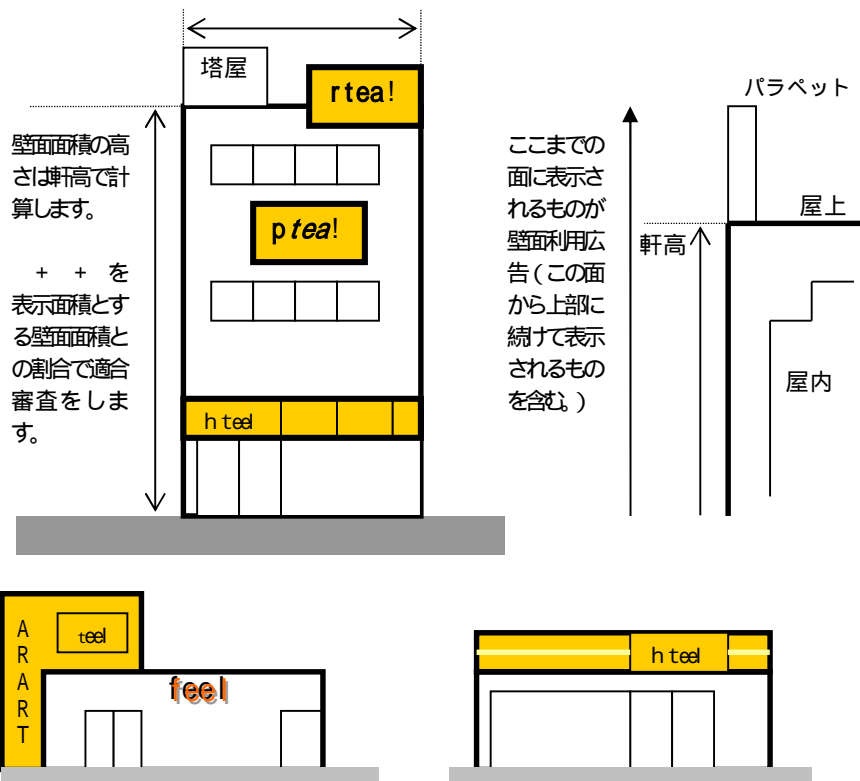 塔屋
rtea!
パラペット
壁面面積の高
さは軒高で計
算します。
+ + を
表示面積とす
る壁面面積と
の割合で適合
審査をしま
す。
ptea!
hteel
ここまでの
面に表示さ
れるものが
壁面利用広
告(この面
から上部に
続けて表示
されるもの
を含む。)
軒高
屋上
屋内
ARART
teel
feel
hteel